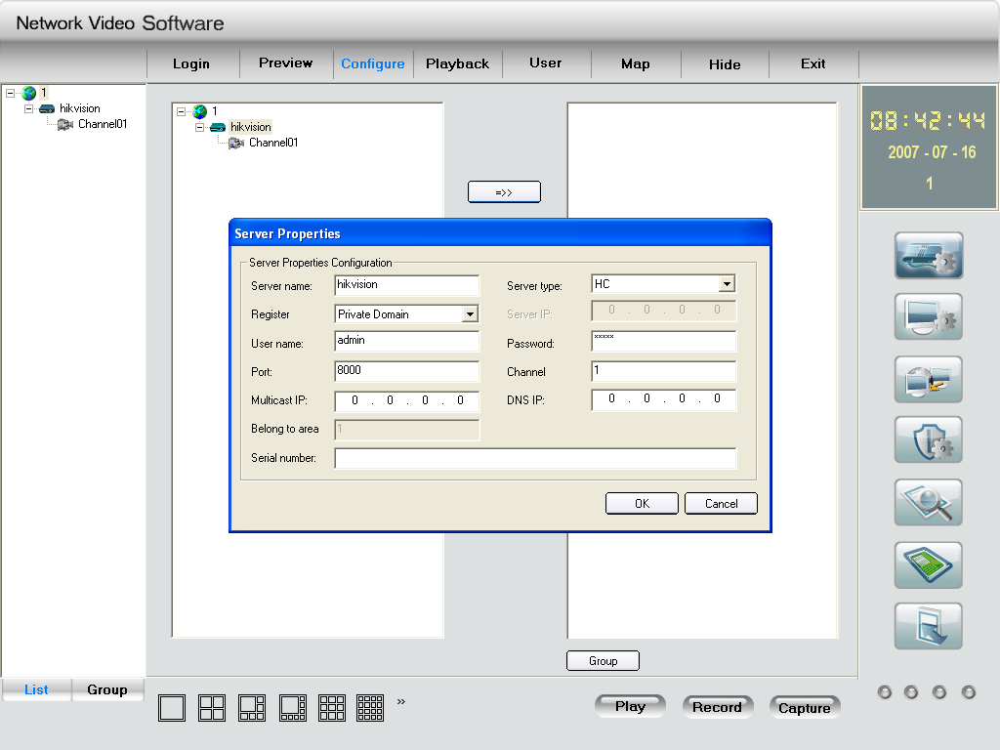 Network Video Software
Login Preview Configure Playback User Map Hide Exit
1
hikvision
Channel01
1
hikvision
Channel01
=>>
08:42:44
2007 - 07 - 16
1
Server Properties
Server Properties Configuration
Server name: hikvision Server type: HC
Register Private Domain Server IP: 0 . 0 . 0 . 0
User name: admin Password: *****
Port: 8000 Channel 1
Multicast IP: 0 . 0 . 0 . 0 DNS IP: 0 . 0 . 0 . 0
Belong to area 1
Serial number:
OK Cancel
Group
List Group
»
Play Record Capture